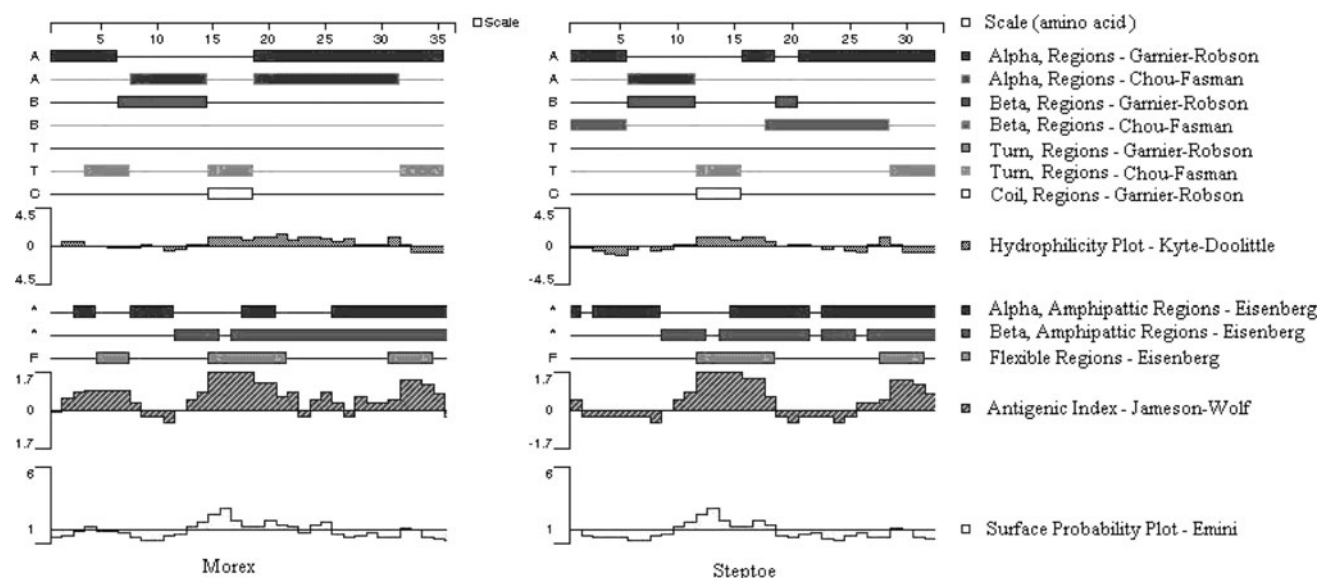 5 10 15 20 25 30 35
Scale
5 10 15 20 25 30
Scale (amino acid)
A A Alpha, Regions - Garnier-Robson
A A Alpha, Regions - Chou-Fasman
B B Beta, Regions - Garnier-Robson
B B Beta, Regions - Chou-Fasman
T T Turn, Regions - Garnier-Robson
T T Turn, Regions - Chou-Fasman
C C Coil, Regions - Garnier-Robson
4.5 4.5
0 0 Hydrophilicity Plot - Kyte-Doolittle
4.5 -4.5
A A Alpha, Amphipattic Regions - Eisenberg
A A Beta, Amphipattic Regions - Eisenberg
F F Flexible Regions - Eisenberg
1.7 1.7
0 0 Antigenic Index - Jameson-Wolf
1.7 -1.7
6 6
1 1 Surface Probability Plot - Emini
Morex Steptoe